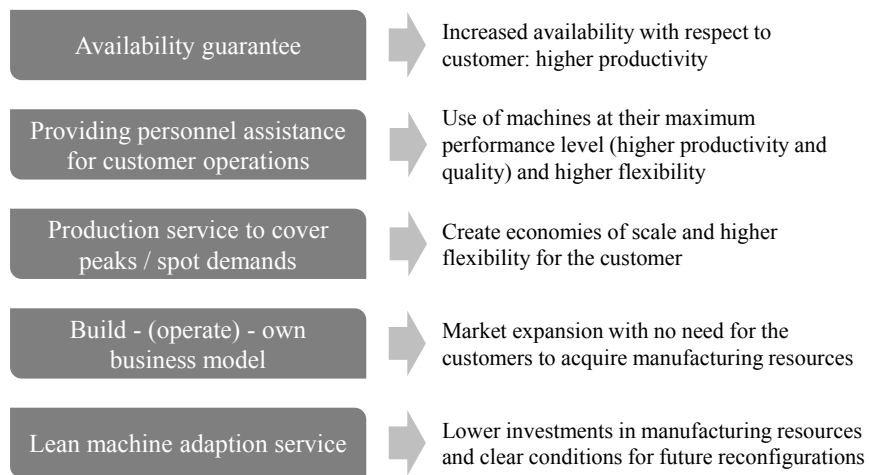 Availability guarantee
Increased availability with respect to
customer: higher productivity
Providing personnel assistance
for customer operations
Use of machines at their maximum
performance level (higher productivity and
quality) and higher flexibility
Production service to cover
peaks / spot demands
Create economies of scale and higher
flexibility for the customer
Build - (operate) - own
business model
Market expansion with no need for the
customers to acquire manufacturing resources
Lean machine adaption service
Lower investments in manufacturing resources
and clear conditions for future reconfigurations